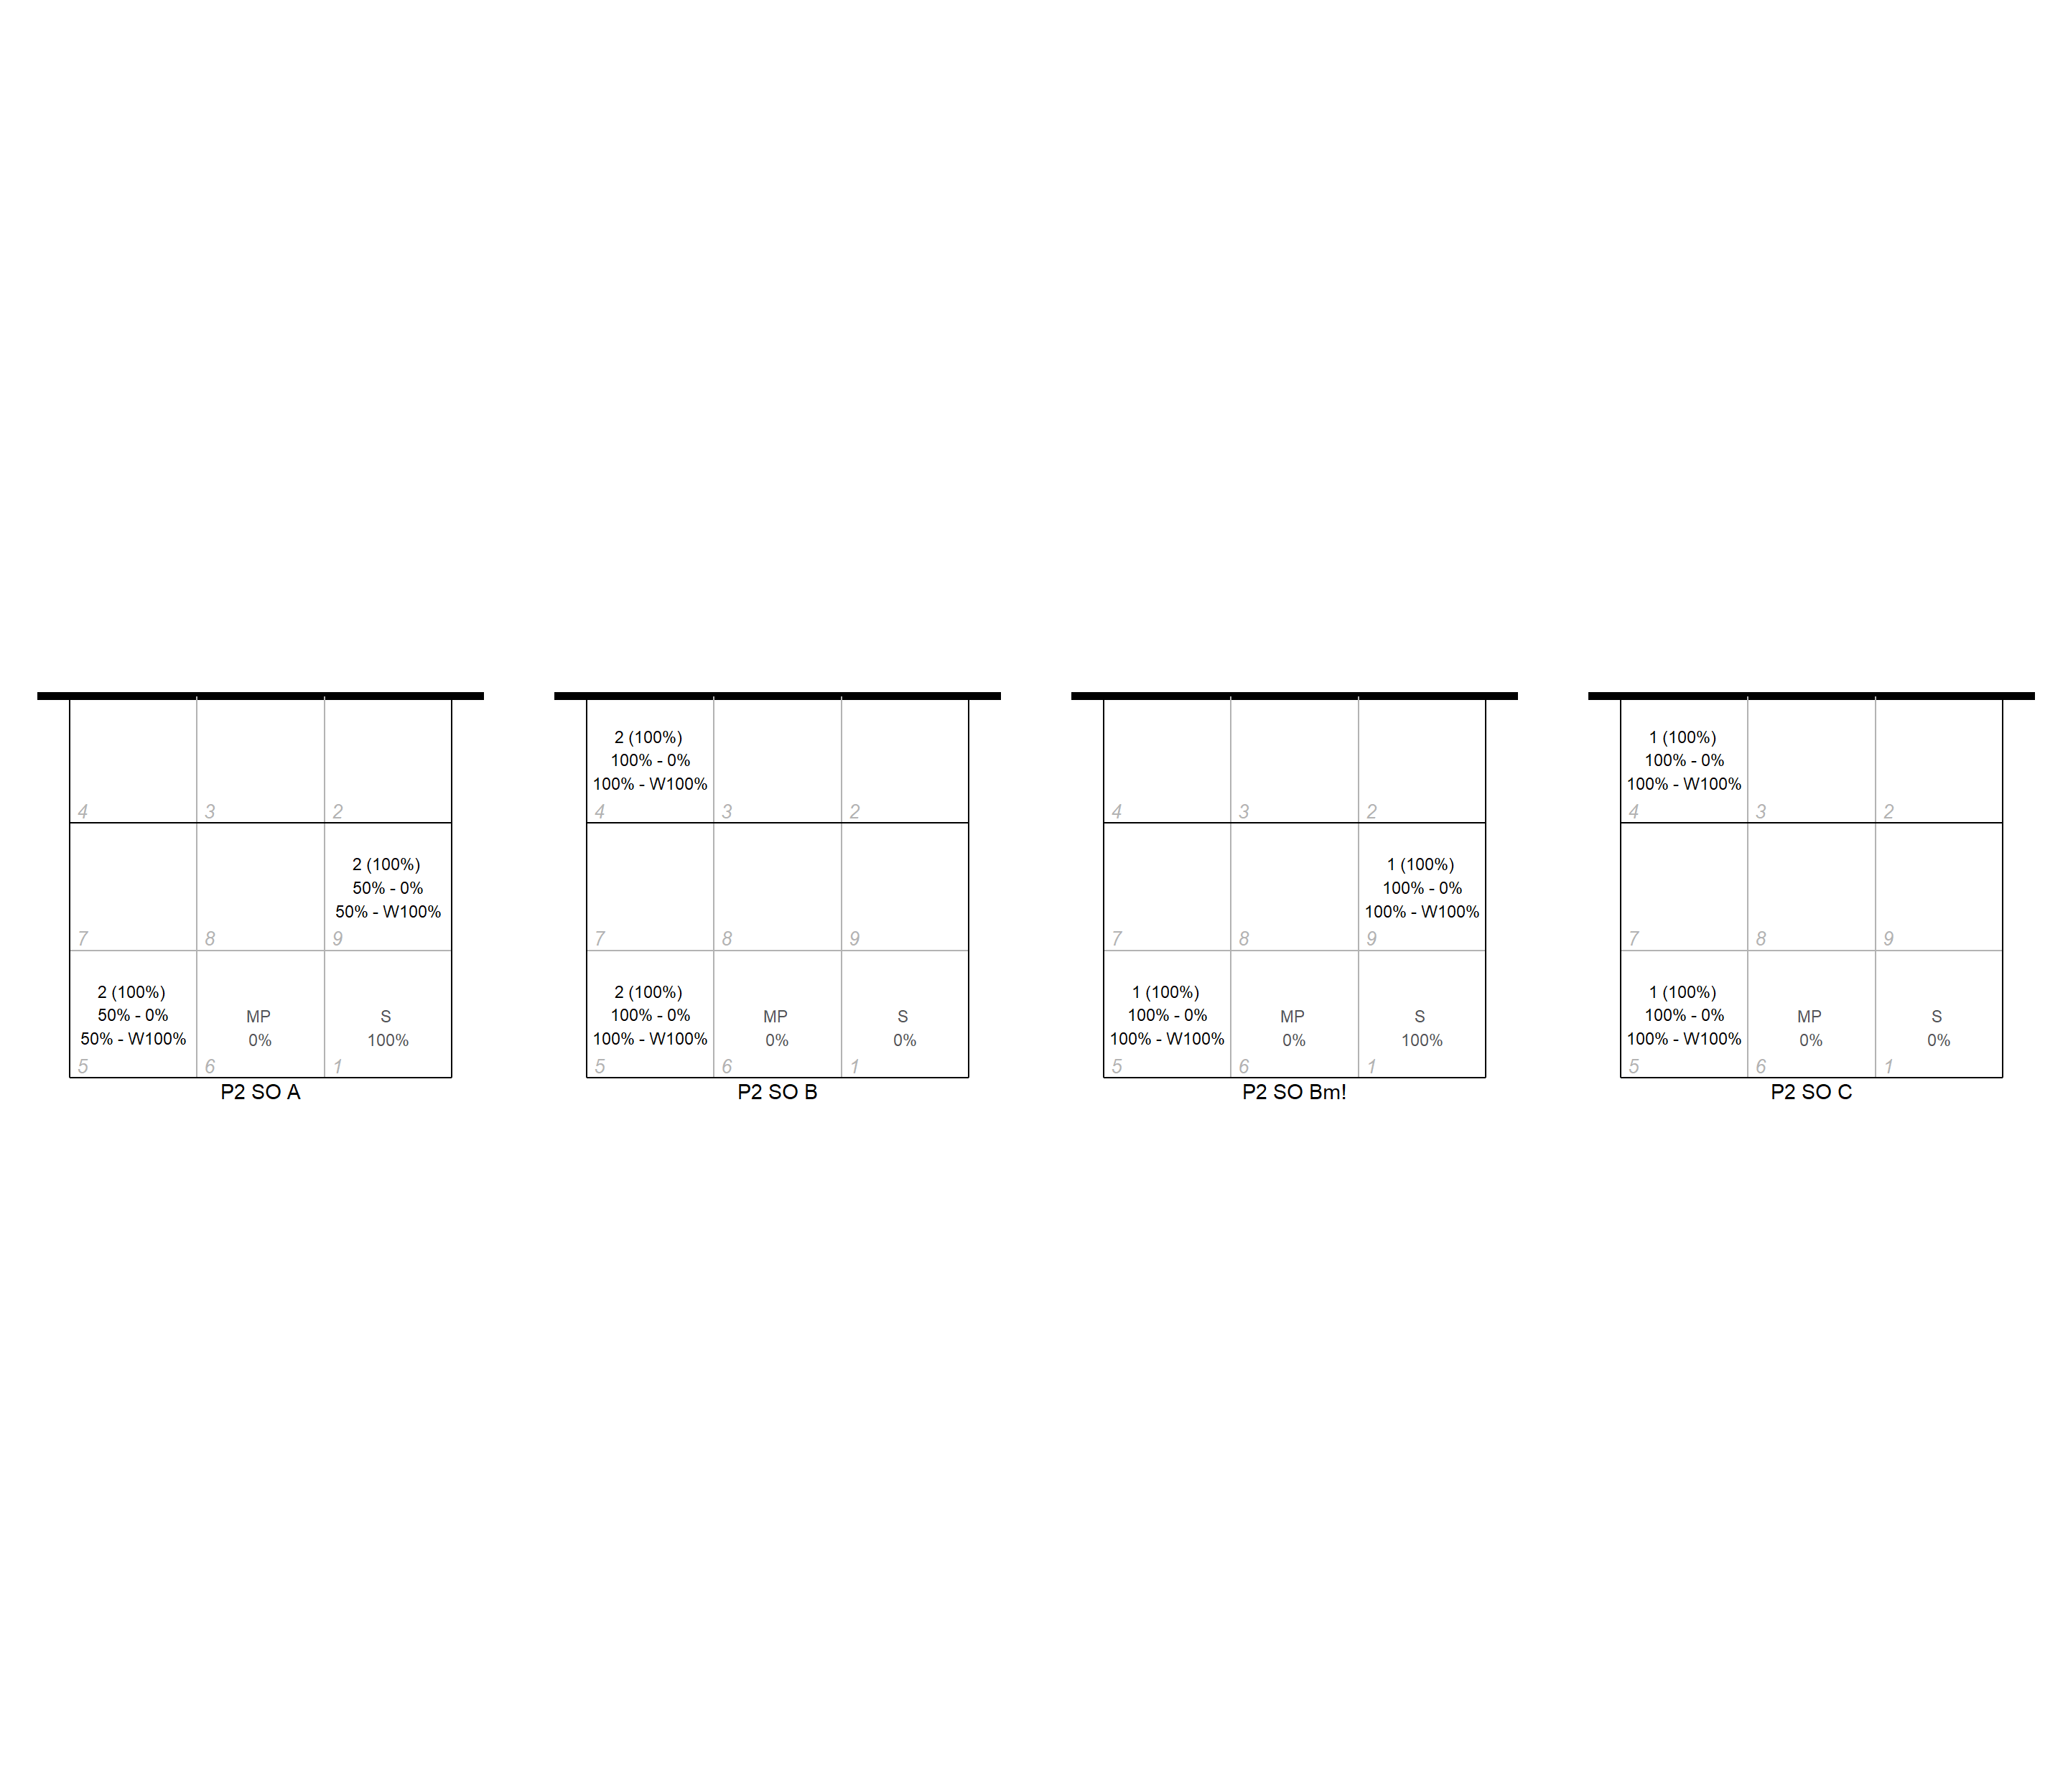 4
3
2
2 (100%)
50% - 0%
50% - W100%
7
8
9
2 (100%)
50% - 0%
50% - W100%
MP
0%
S
100%
5
6
1
P2 SO A
2 (100%)
100% - 0%
100% - W100%
4
3
2
7
8
9
2 (100%)
100% - 0%
100% - W100%
MP
0%
S
0%
5
6
1
P2 SO B
4
3
2
1 (100%)
100% - 0%
100% - W100%
7
8
9
1 (100%)
100% - 0%
100% - W100%
MP
0%
S
100%
5
6
1
P2 SO Bm!
1 (100%)
100% - 0%
100% - W100%
4
3
2
7
8
9
1 (100%)
100% - 0%
100% - W100%
MP
0%
S
0%
5
6
1
P2 SO C